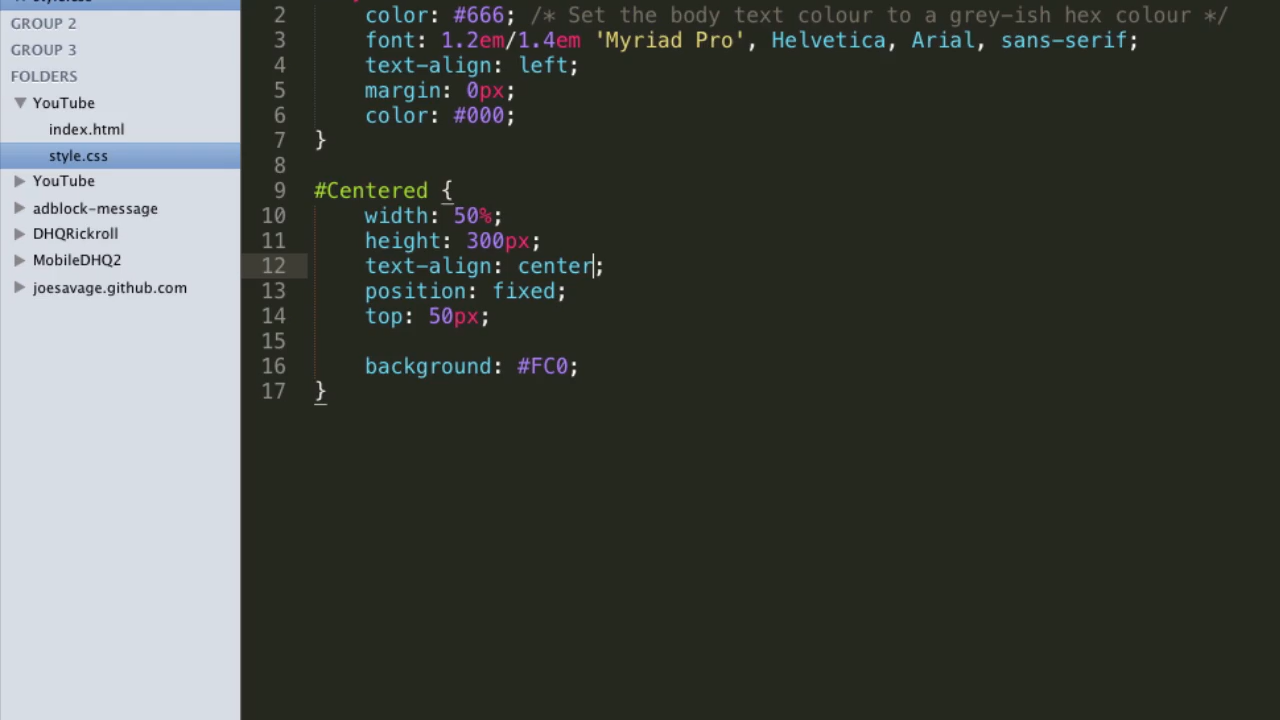 style.css
GROUP 2
GROUP 3
FOLDERS
YouTube
index.html
style.css
YouTube
adblock-message
DHQRickroll
MobileDHQ2
joesavage.github.com
2 color: #666; /* Set the body text colour to a grey-ish hex colour */
3 font: 1.2em/1.4em 'Myriad Pro', Helvetica, Arial, sans-serif;
4 text-align: left;
5 margin: 0px;
6 color: #000;
7 }
8
9 #Centered {
10 width: 50%;
11 height: 300px;
12 text-align: center;
13 position: fixed;
14 top: 50px;
15
16 background: #FC0;
17 }